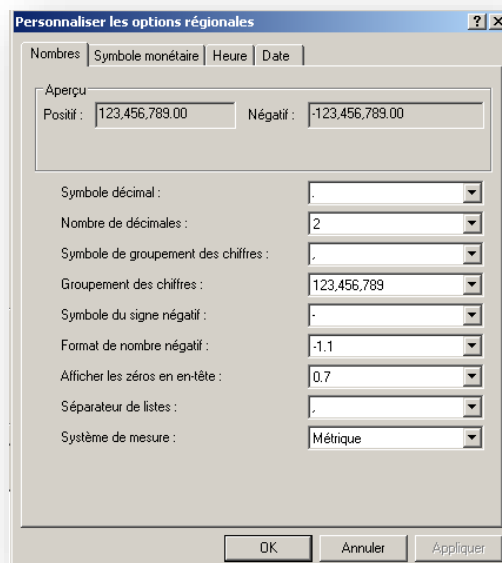 Personnaliser les options régionales
Nombres Symbole monétaire Heure Date
Aperçu
Positif : 123,456,789.00 Négatif : -123,456,789.00
Symbole décimal : .
Nombre de décimales : 2
Symbole de groupement des chiffres : ,
Groupement des chiffres : 123,456,789
Symbole du signe négatif : -
Format de nombre négatif : -1.1
Afficher les zéros en en-tête : 0.7
Séparateur de listes : ,
Système de mesure : Métrique
OK Annuler Appliquer